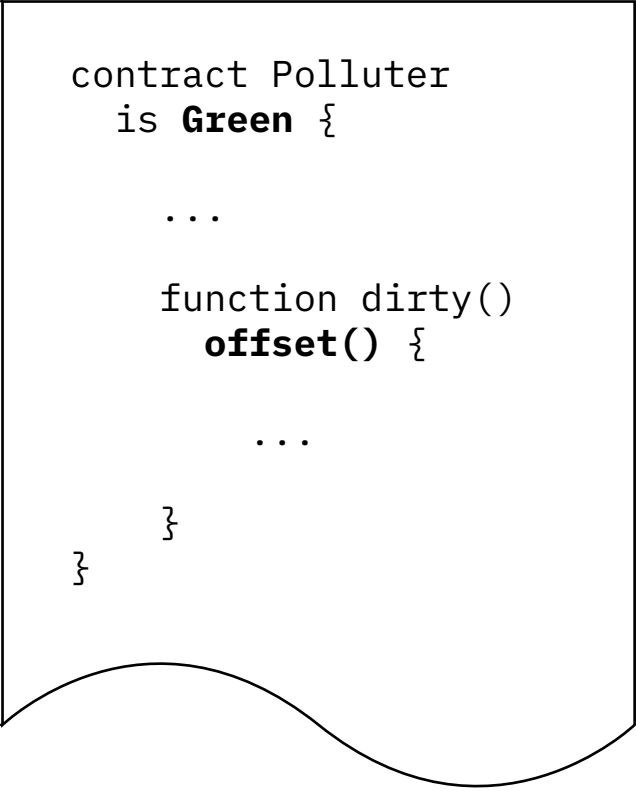 contract Polluter
is Green {
...
function dirty()
offset() {
...
}
}